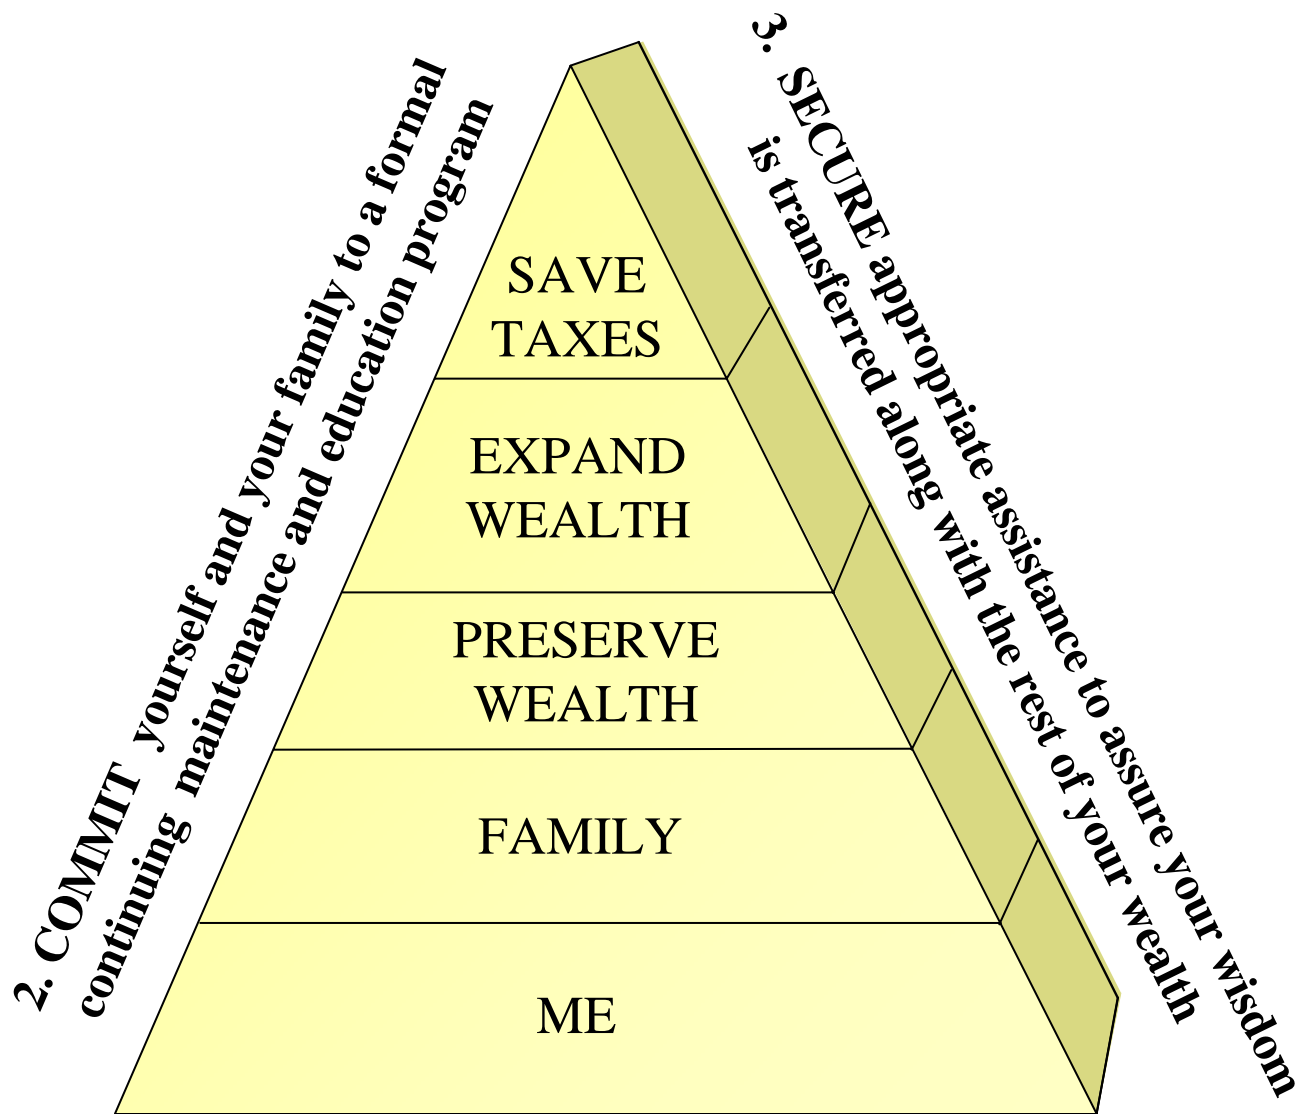 2. COMMIT yourself and your family to a formal
continuing maintenance and education program
3. SECURE appropriate assistance to assure your wisdom
is transferred along with the rest of your wealth
SAVE
TAXES
EXPAND
WEALTH
PRESERVE
WEALTH
FAMILY
ME